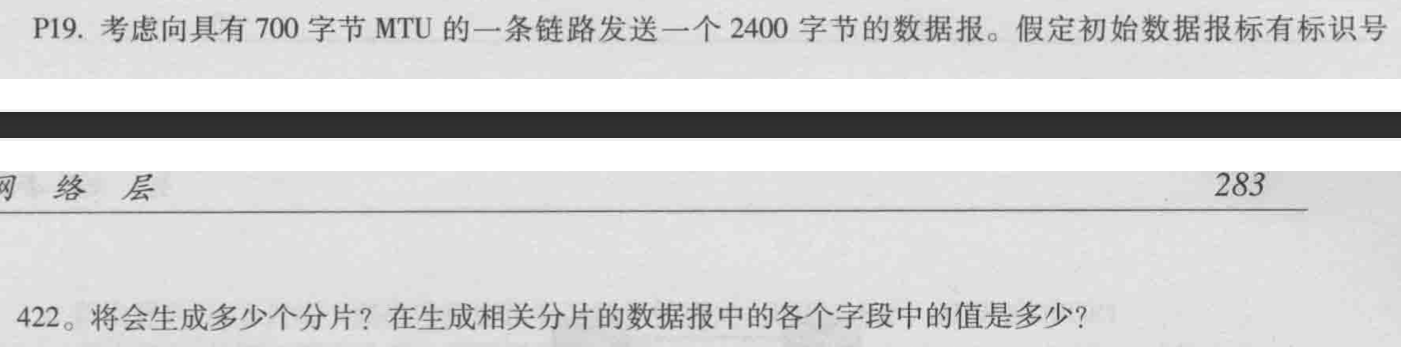 P19. 考虑向具有 700 字节 MTU 的一条链路发送一个 2400 字节的数据报。假定初始数据报标有标识号
络 层 283
422。将会生成多少个分片？在生成相关分片的数据报中的各个字段中的值是多少？